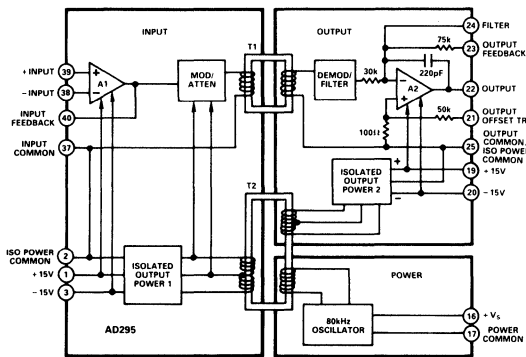 INPUT
OUTPUT
T1
24 FILTER
75k
23 OUTPUT FEEDBACK
220pF
30k
A2
22 OUTPUT
50k
21 OUTPUT OFFSET TR
100Ω
25 OUTPUT COMMON,
ISO POWER
COMMON
+
19 + 15V
−
20 − 15V
DEMOD/
FILTER
ISOLATED
OUTPUT
POWER 2
+ INPUT 39
+
A1
− INPUT 38
−
INPUT
FEEDBACK 40
MOD/
ATTEN
INPUT
COMMON 37
T2
ISO POWER
COMMON 2
+ 15V 1
− 15V 3
ISOLATED
OUTPUT
POWER 1
AD295
POWER
80kHz
OSCILLATOR
16 + VS
17 POWER
COMMON